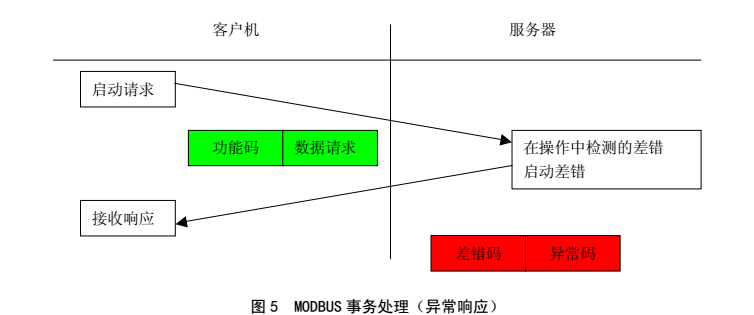 客户机 服务器
启动请求
功能码 数据请求
在操作中检测的差错
启动差错
接收响应
差错码 异常码
图 5 MODBUS 事务处理（异常响应）